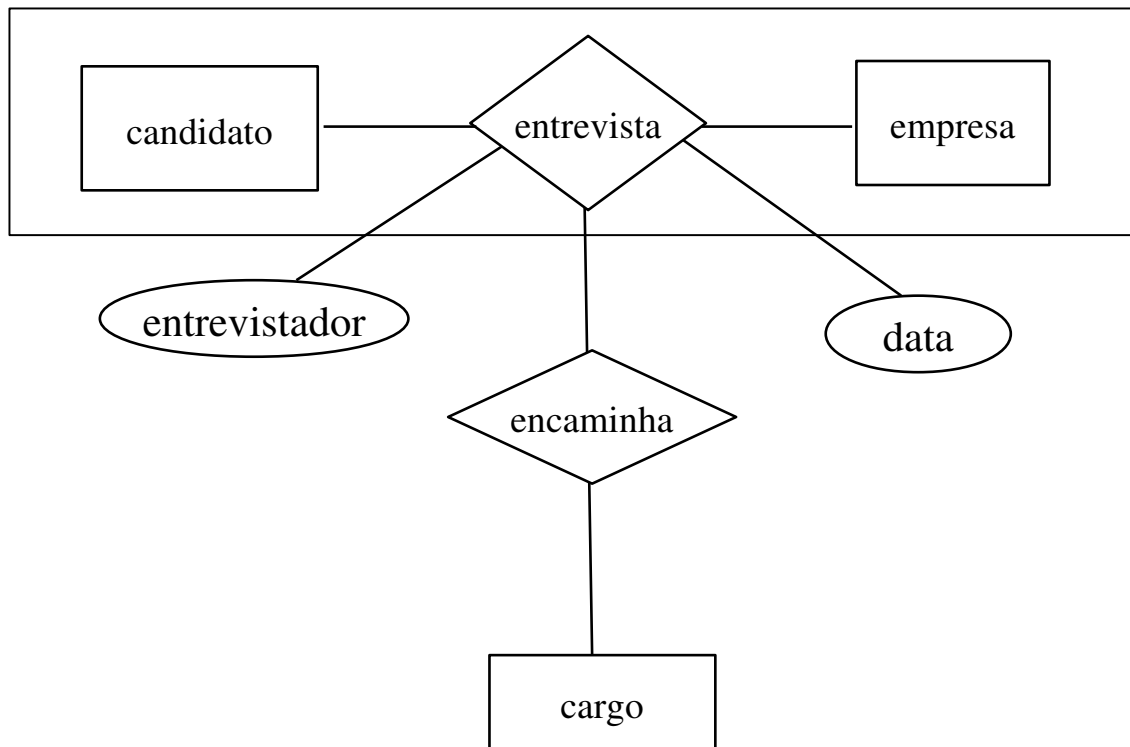 candidato
entrevista
empresa
entrevistador
data
encaminha
cargo